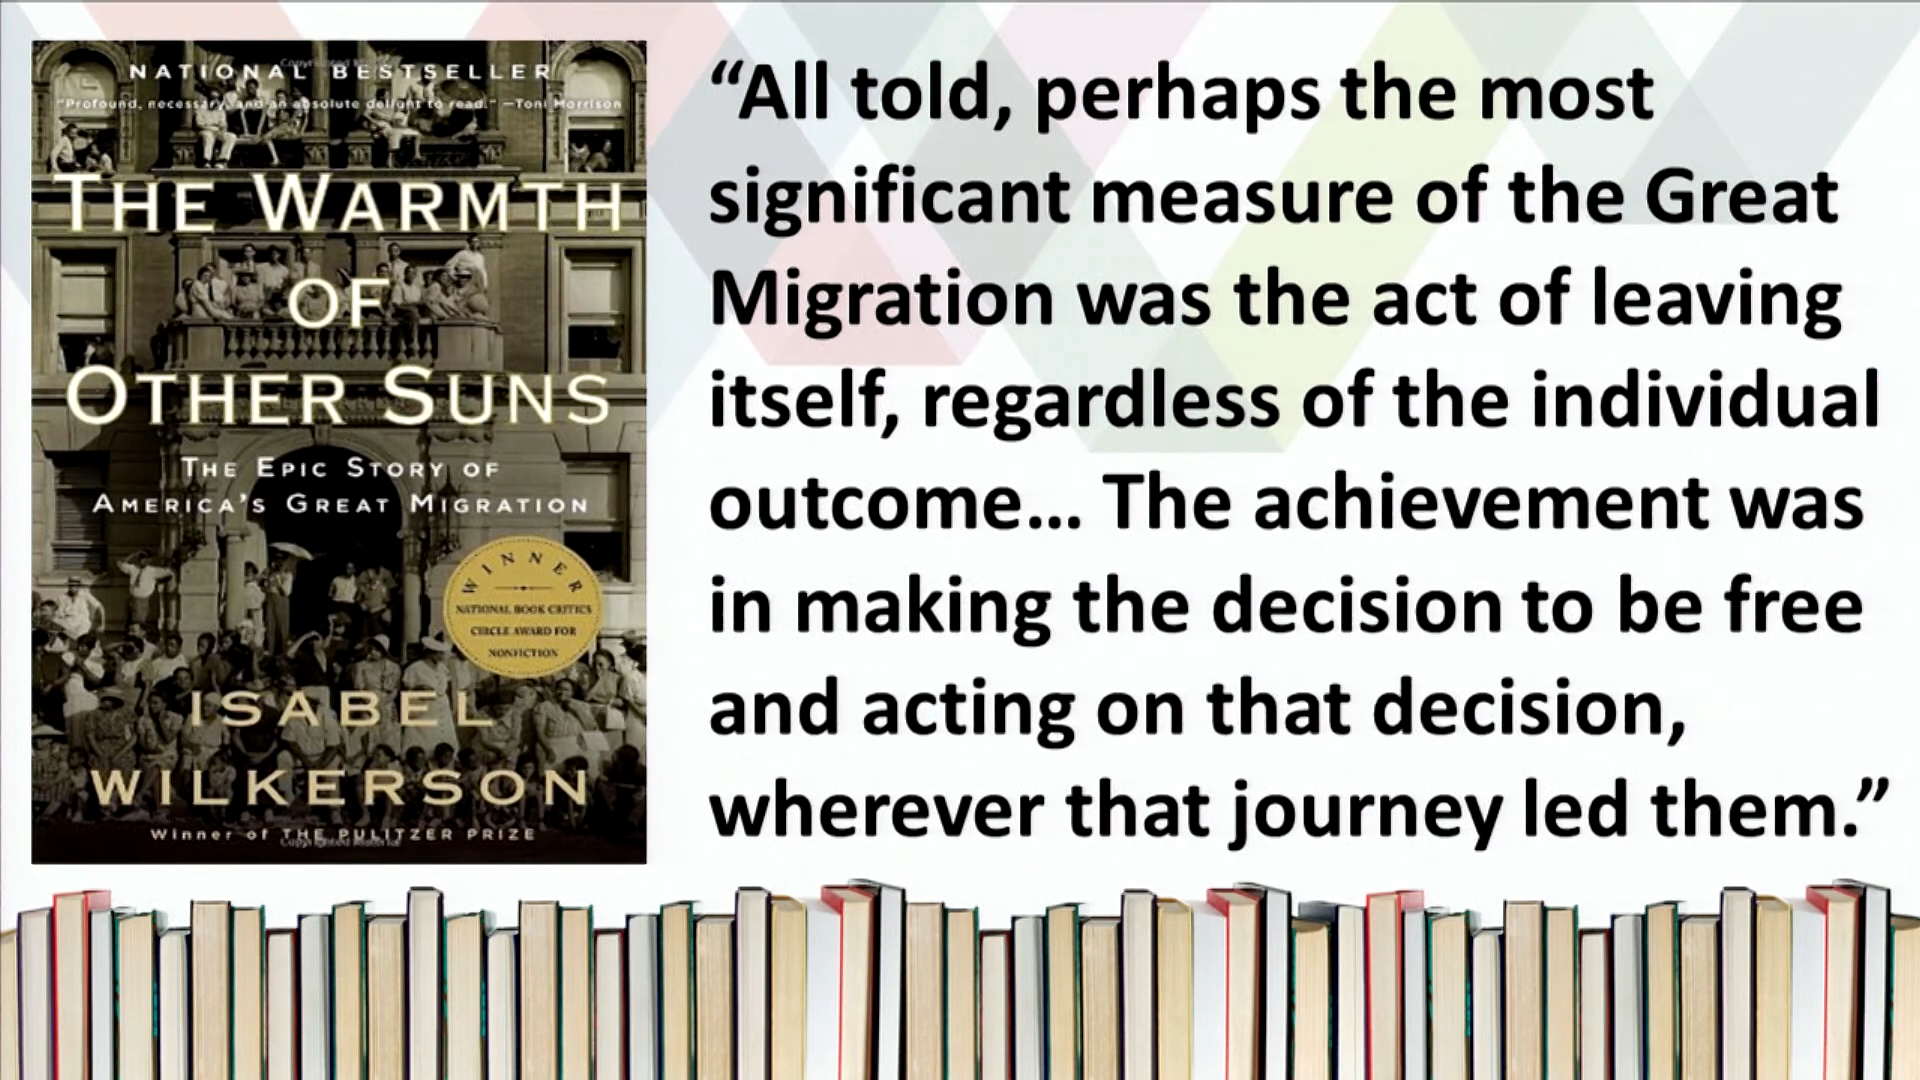 NATIONAL BESTSELLER
"Profound, necessary, and an absolute delight to read." —Toni Morrison
THE WARMTH
OF
OTHER SUNS
THE EPIC STORY OF
AMERICA'S GREAT MIGRATION
WINNER
NATIONAL BOOK CRITICS
CIRCLE AWARD FOR
NONFICTION
ISABEL
WILKERSON
Winner of THE PULITZER PRIZE
Copyrighted Material
“All told, perhaps the most
significant measure of the Great
Migration was the act of leaving
itself, regardless of the individual
outcome... The achievement was
in making the decision to be free
and acting on that decision,
wherever that journey led them.”